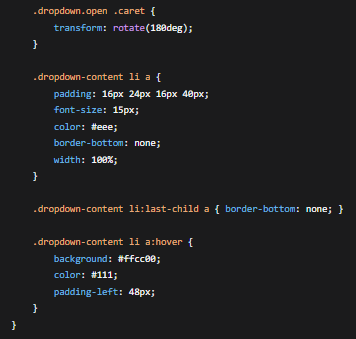 .dropdown.open .caret {
transform: rotate(180deg);
}
.dropdown-content li a {
padding: 16px 24px 16px 40px;
font-size: 15px;
color: #eee;
border-bottom: none;
width: 100%;
}
.dropdown-content li:last-child a { border-bottom: none; }
.dropdown-content li a:hover {
background: #ffcc00;
color: #111;
padding-left: 48px;
}
}